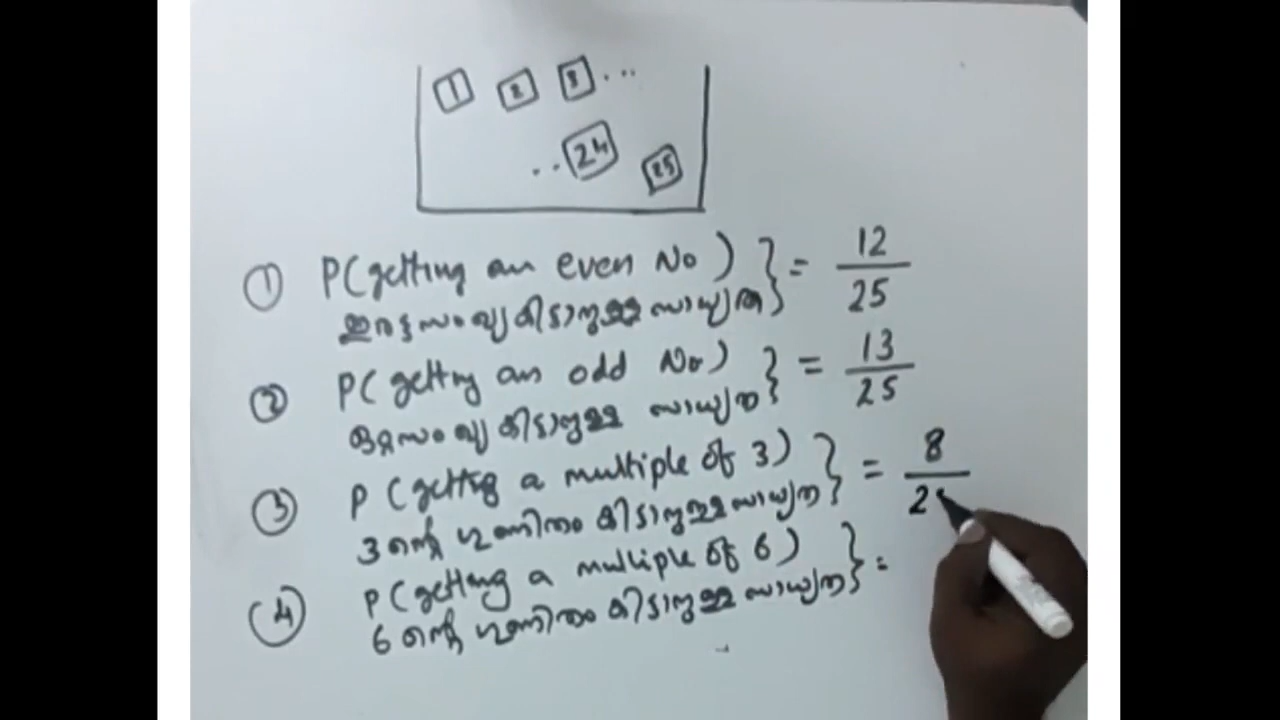 1 2 3 ...
.. 24 25
① P(getting an even No) } = 12/25
ഇരട്ടസംഖ്യ കിട്ടാനുള്ള സാധ്യത
② P(getting an odd No) } = 13/25
ഒറ്റസംഖ്യ കിട്ടാനുള്ള സാധ്യത
③ P(getting a multiple of 3) } = 8/2
3 ന്റെ ഗുണിതം കിട്ടാനുള്ള സാധ്യത
④ P(getting a multiple of 6) } =
6 ന്റെ ഗുണിതം കിട്ടാനുള്ള സാധ്യത